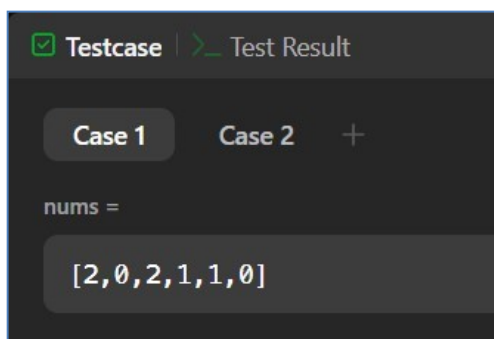 Testcase | >_ Test Result
Case 1 Case 2 +
nums =
[2,0,2,1,1,0]